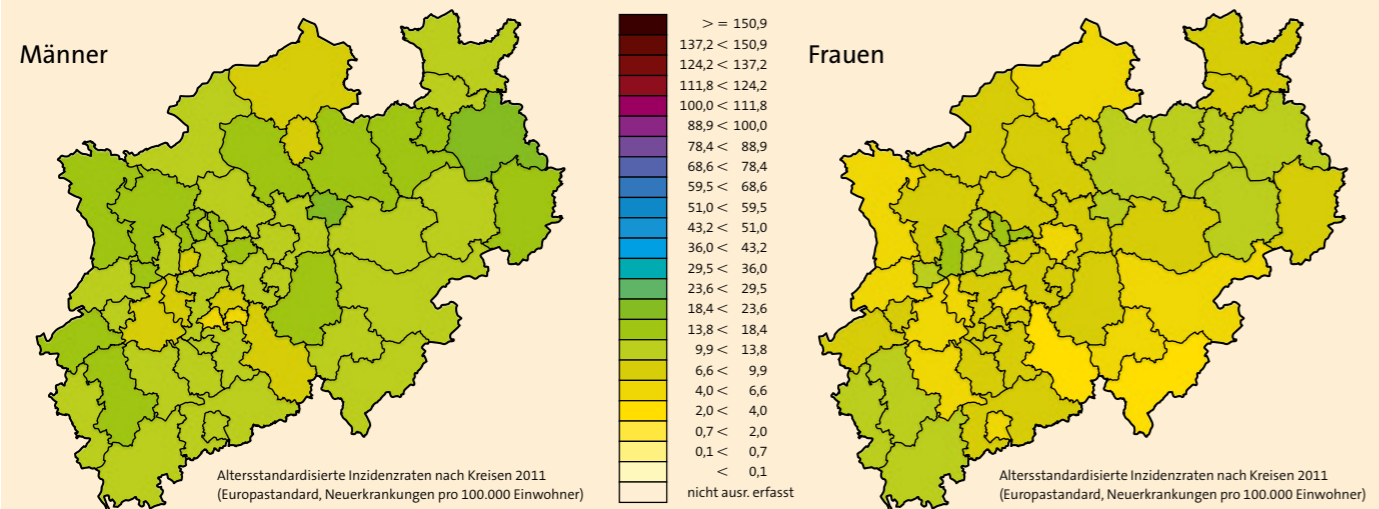 Männer
Frauen
> = 150,9
137,2 < 150,9
124,2 < 137,2
111,8 < 124,2
100,0 < 111,8
88,9 < 100,0
78,4 < 88,9
68,6 < 78,4
59,5 < 68,6
51,0 < 59,5
43,2 < 51,0
36,0 < 43,2
29,5 < 36,0
23,6 < 29,5
18,4 < 23,6
13,8 < 18,4
9,9 < 13,8
6,6 < 9,9
4,0 < 6,6
2,0 < 4,0
0,7 < 2,0
0,1 < 0,7
< 0,1
nicht ausr. erfasst
Altersstandardisierte Inzidenzraten nach Kreisen 2011
(Europastandard, Neuerkrankungen pro 100.000 Einwohner)
Altersstandardisierte Inzidenzraten nach Kreisen 2011
(Europastandard, Neuerkrankungen pro 100.000 Einwohner)